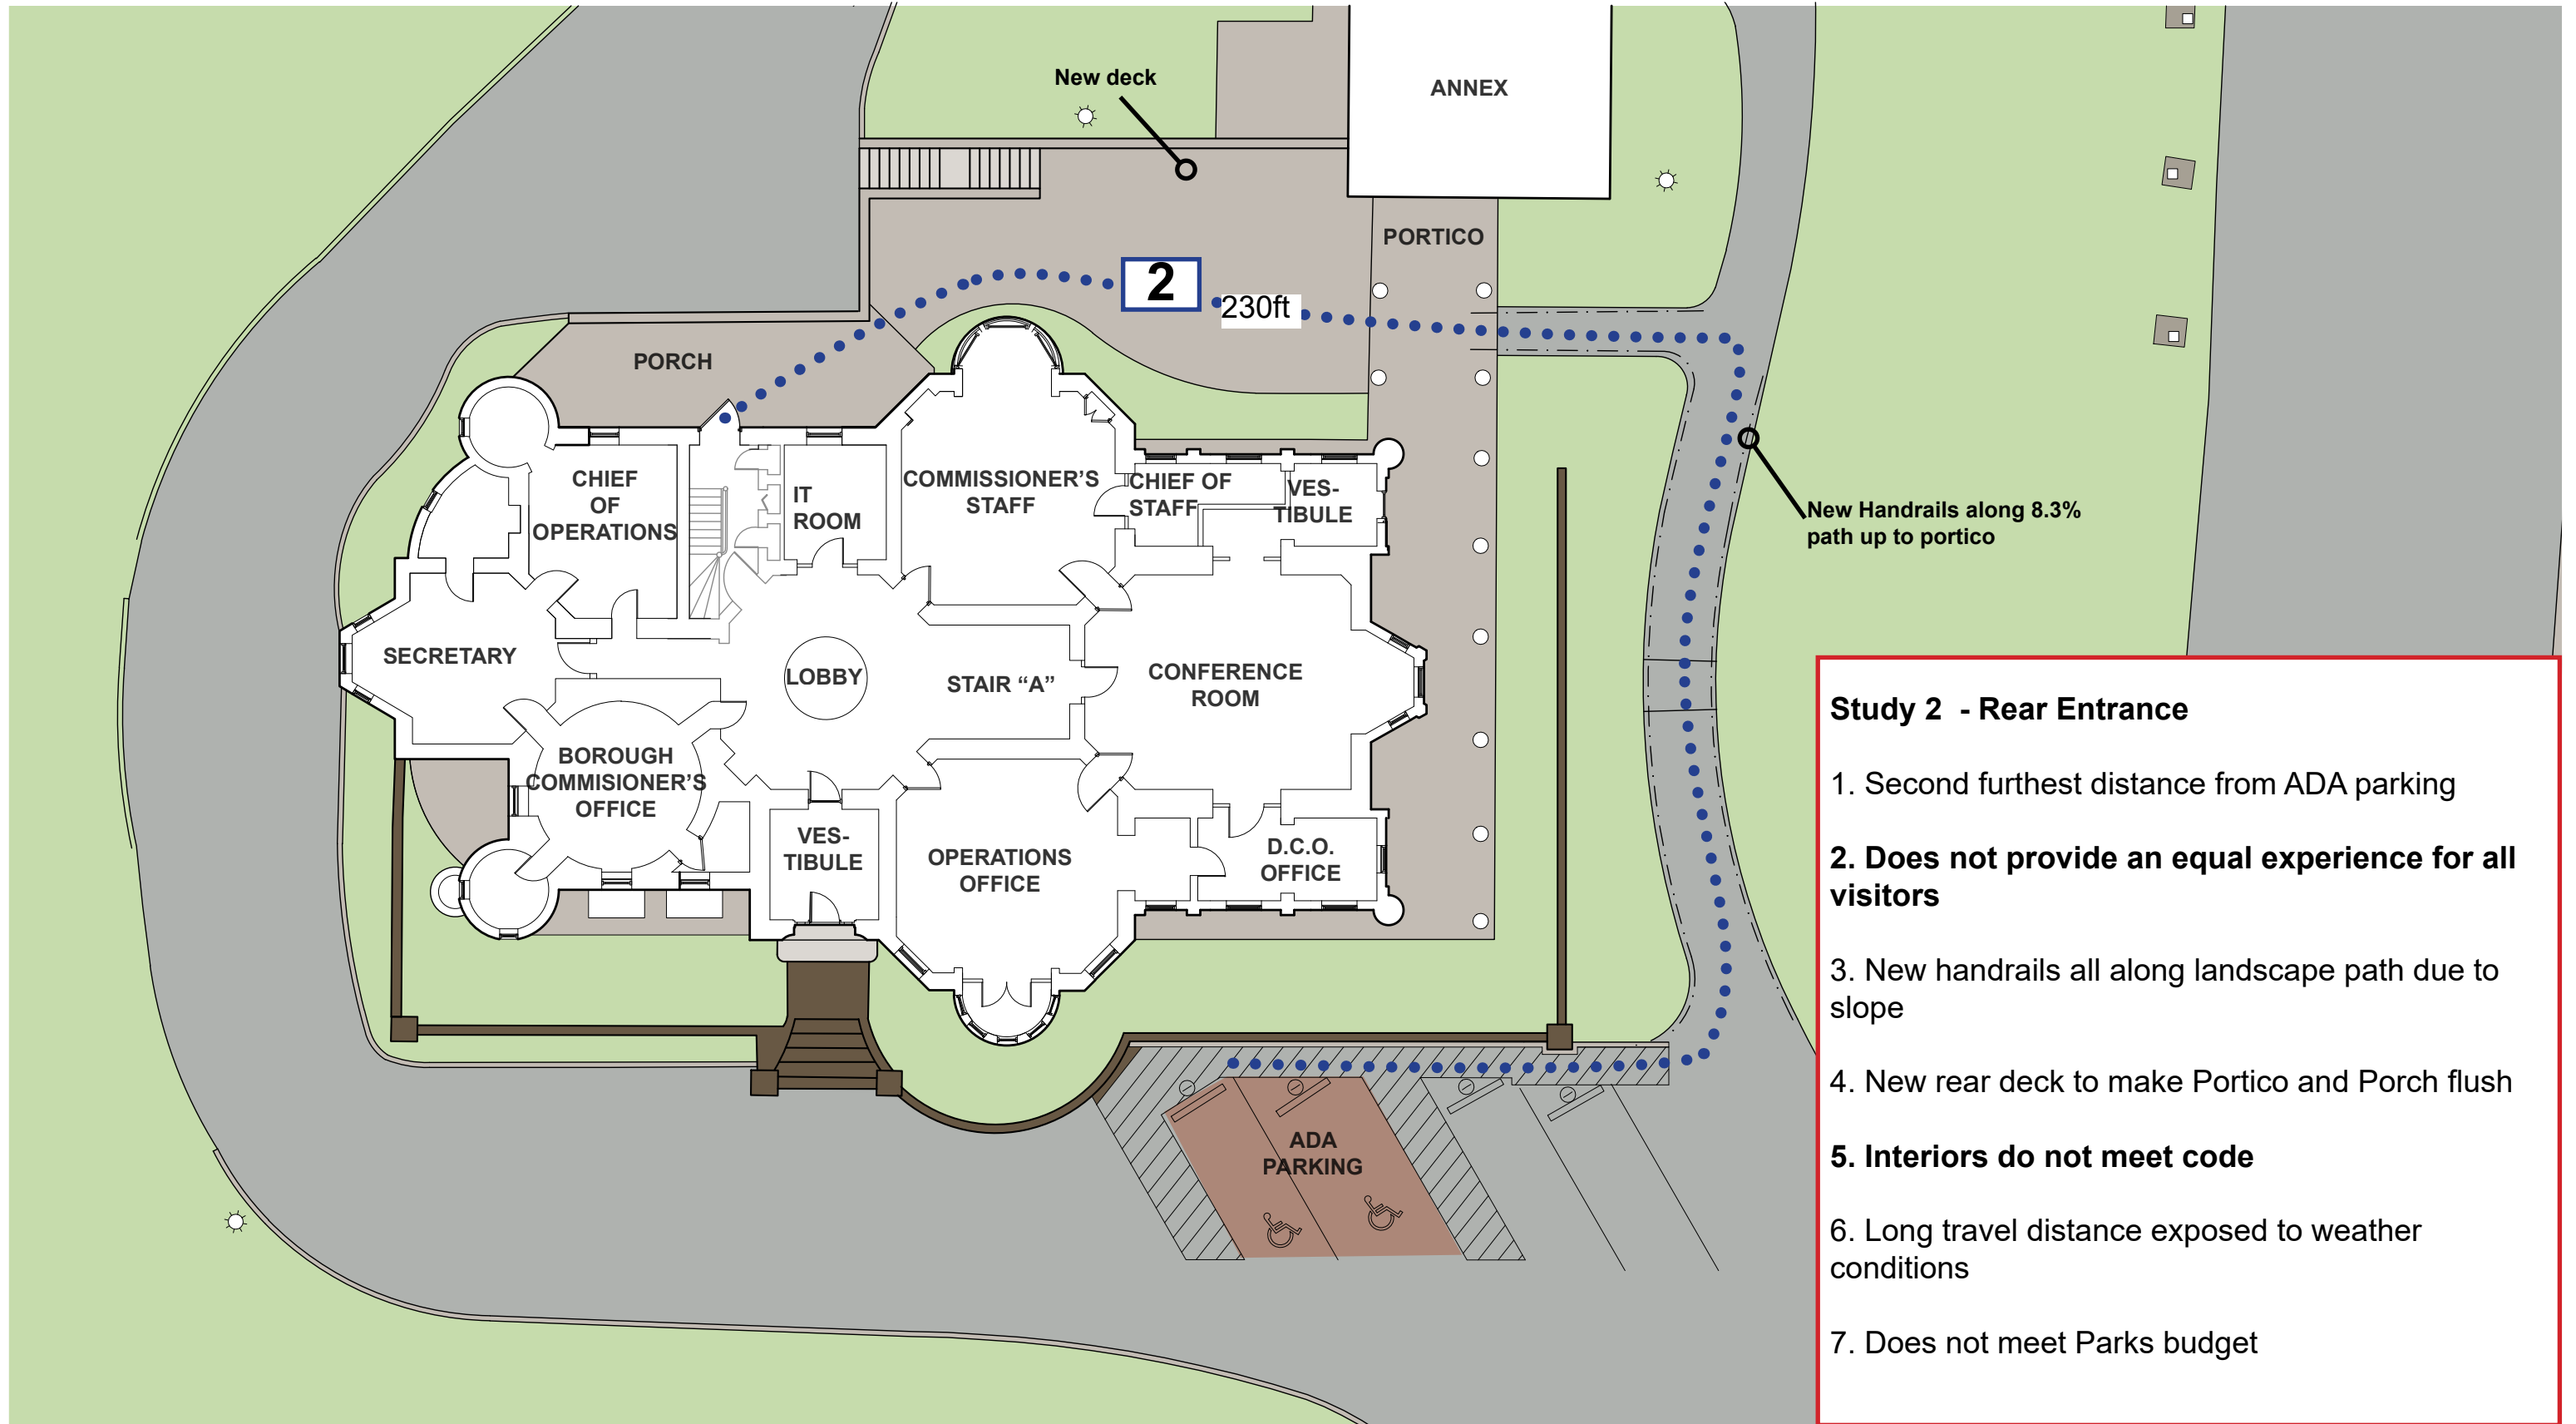 New deck
ANNEX
PORTICO
2
230ft
PORCH
New Handrails along 8.3%
path up to portico
CHIEF
OF
OPERATIONS
IT
ROOM
COMMISSIONER’S
STAFF
CHIEF OF
STAFF
VES-
TIBULE
SECRETARY
LOBBY
STAIR “A”
CONFERENCE
ROOM
BOROUGH
COMMISIONER’S
OFFICE
VES-
TIBULE
OPERATIONS
OFFICE
D.C.O.
OFFICE
ADA
PARKING
Study 2 - Rear Entrance
1. Second furthest distance from ADA parking
2. Does not provide an equal experience for all
visitors
3. New handrails all along landscape path due to
slope
4. New rear deck to make Portico and Porch flush
5. Interiors do not meet code
6. Long travel distance exposed to weather
conditions
7. Does not meet Parks budget